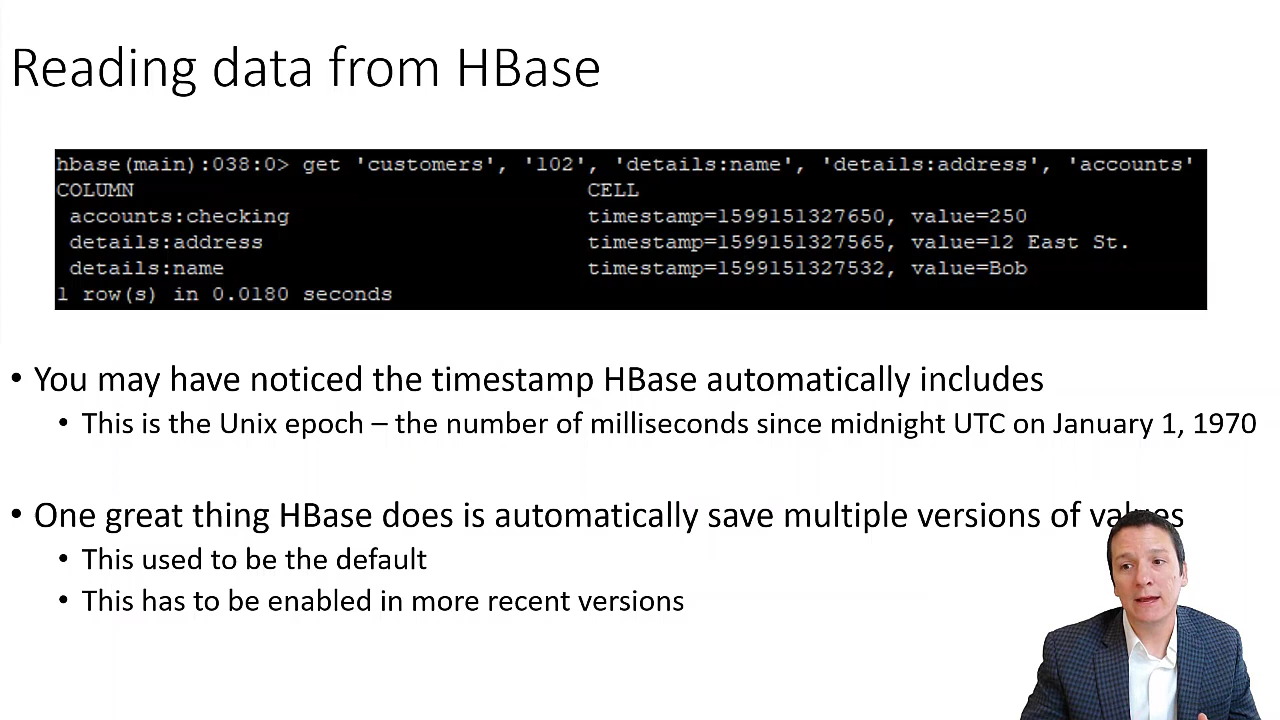 Reading data from HBase
hbase(main):038:0> get 'customers', '102', 'details:name', 'details:address', 'accounts'
COLUMN CELL
accounts:checking timestamp=1599151327650, value=250
details:address timestamp=1599151327565, value=12 East St.
details:name timestamp=1599151327532, value=Bob
1 row(s) in 0.0180 seconds
• You may have noticed the timestamp HBase automatically includes
• This is the Unix epoch – the number of milliseconds since midnight UTC on January 1, 1970
• One great thing HBase does is automatically save multiple versions of values
• This used to be the default
• This has to be enabled in more recent versions